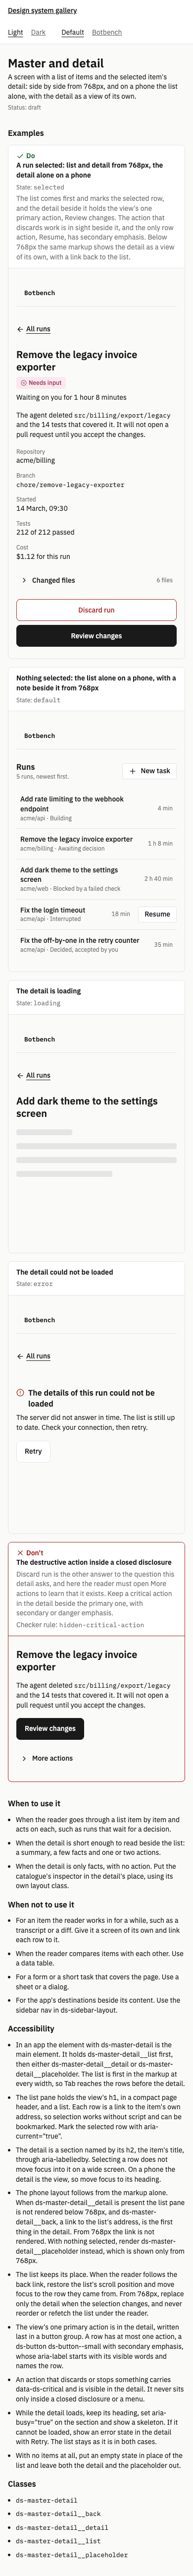 Design system gallery
Light Dark Default Botbench
Master and detail
A screen with a list of items and the selected item's
detail: side by side from 768px, and on a phone the list
alone, with the detail as a view of its own.
Status: draft
Examples
Do
A run selected: list and detail from 768px, the
detail alone on a phone
State: selected
The list comes first and marks the selected row,
and the detail beside it holds the view's one
primary action, Review changes. The action that
discards work is in sight beside it, and the only row
action, Resume, has secondary emphasis. Below
768px the same markup shows the detail as a view
of its own, with a link back to the list.
Botbench
All runs
Remove the legacy invoice
exporter
Needs input
Waiting on you for 1 hour 8 minutes
The agent deleted src/billing/export/legacy
and the 14 tests that covered it. It will not open a
pull request until you accept the changes.
Repository
acme/billing
Branch
chore/remove-legacy-exporter
Started
14 March, 09:30
Tests
212 of 212 passed
Cost
$1.12 for this run
Changed files 6 files
Discard run
Review changes
Nothing selected: the list alone on a phone, with a
note beside it from 768px
State: default
Botbench
Runs
5 runs, newest first.
New task
Add rate limiting to the webhook
endpoint
acme/api · Building
4 min
Remove the legacy invoice exporter
acme/billing · Awaiting decision
1 h 8 min
Add dark theme to the settings
screen
acme/web · Blocked by a failed check
2 h 40 min
Fix the login timeout
acme/api · Interrupted
18 min
Resume
Fix the off-by-one in the retry counter
acme/api · Decided, accepted by you
35 min
The detail is loading
State: loading
Botbench
All runs
Add dark theme to the settings
screen
The detail could not be loaded
State: error
Botbench
All runs
The details of this run could not be
loaded
The server did not answer in time. The list is still up
to date. Check your connection, then retry.
Retry
Don't
The destructive action inside a closed disclosure
Discard run is the other answer to the question this
detail asks, and here the reader must open More
actions to learn that it exists. Keep a critical action
in the detail beside the primary one, with
secondary or danger emphasis.
Checker rule: hidden-critical-action
Remove the legacy invoice
exporter
The agent deleted src/billing/export/legacy
and the 14 tests that covered it. It will not open a
pull request until you accept the changes.
Review changes
More actions
When to use it
When the reader goes through a list item by item and
acts on each, such as runs that wait for a decision.
When the detail is short enough to read beside the list:
a summary, a few facts and one or two actions.
When the detail is only facts, with no action. Put the
catalogue's inspector in the detail's place, using its
own layout class.
When not to use it
For an item the reader works in for a while, such as a
transcript or a diff. Give it a screen of its own and link
each row to it.
When the reader compares items with each other. Use
a data table.
For a form or a short task that covers the page. Use a
sheet or a dialog.
For the app's destinations beside its content. Use the
sidebar nav in ds-sidebar-layout.
Accessibility
In an app the element with ds-master-detail is the
main element. It holds ds-master-detail__list first,
then either ds-master-detail__detail or ds-master-
detail__placeholder. The list is first in the markup at
every width, so Tab reaches the rows before the detail.
The list pane holds the view's h1, in a compact page
header, and a list. Each row is a link to the item's own
address, so selection works without script and can be
bookmarked. Mark the selected row with aria-
current="true".
The detail is a section named by its h2, the item's title,
through aria-labelledby. Selecting a row does not
move focus into it on a wide screen. On a phone the
detail is the view, so move focus to its heading.
The phone layout follows from the markup alone.
When ds-master-detail__detail is present the list pane
is not rendered below 768px, and ds-master-
detail__back, a link to the list's address, is the first
thing in the detail. From 768px the link is not
rendered. With nothing selected, render ds-master-
detail__placeholder instead, which is shown only from
768px.
The list keeps its place. When the reader follows the
back link, restore the list's scroll position and move
focus to the row they came from. From 768px, replace
only the detail when the selection changes, and never
reorder or refetch the list under the reader.
The view's one primary action is in the detail, written
last in a button group. A row has at most one action, a
ds-button ds-button--small with secondary emphasis,
whose aria-label starts with its visible words and
names the row.
An action that discards or stops something carries
data-ds-critical and is visible in the detail. It never sits
only inside a closed disclosure or a menu.
While the detail loads, keep its heading, set aria-
busy="true" on the section and show a skeleton. If it
cannot be loaded, show an error state in the detail
with Retry. The list stays as it is in both cases.
With no items at all, put an empty state in place of the
list and leave both the detail and the placeholder out.
Classes
ds-master-detail
ds-master-detail__back
ds-master-detail__detail
ds-master-detail__list
ds-master-detail__placeholder